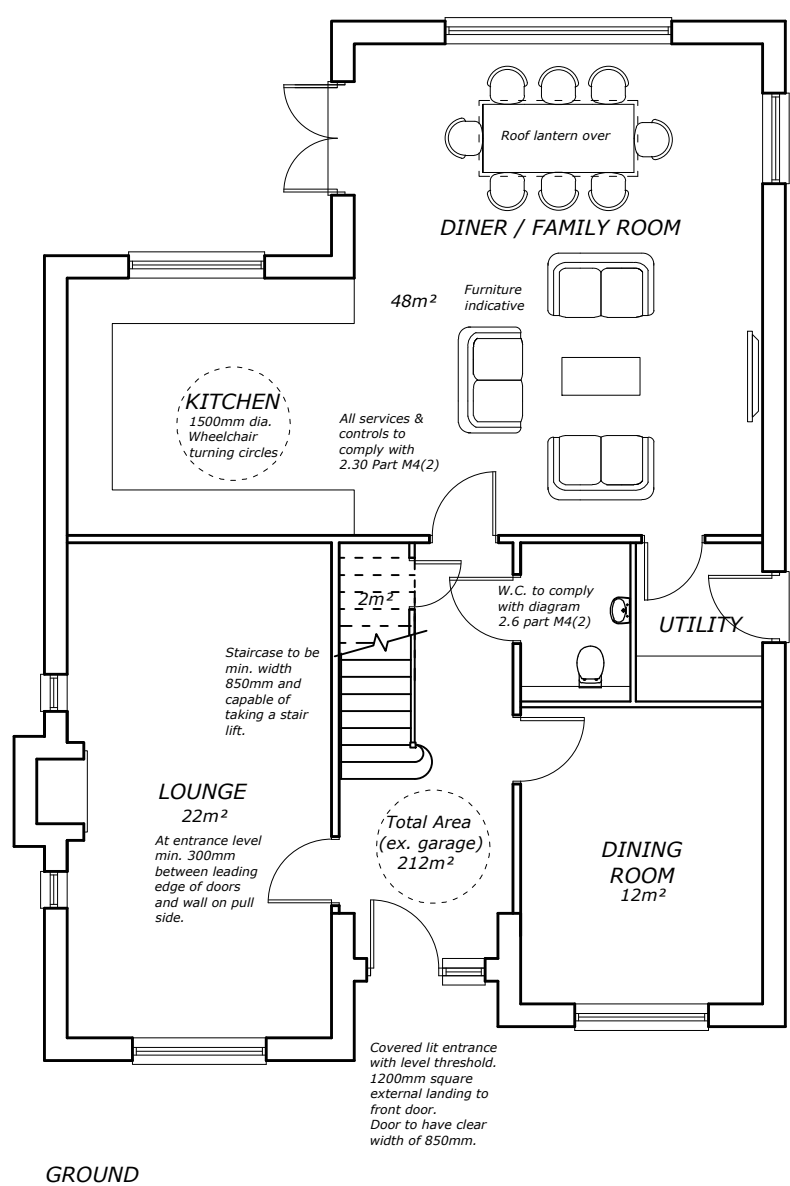 Roof lantern over
DINER / FAMILY ROOM
48m²
Furniture
indicative
KITCHEN
1500mm dia.
Wheelchair
turning circles
All services &
controls to
comply with
2.30 Part M4(2)
2m²
W.C. to comply
with diagram
2.6 part M4(2)
UTILITY
Staircase to be
min. width
850mm and
capable of
taking a stair
lift.
LOUNGE
22m²
At entrance level
min. 300mm
between leading
edge of doors
and wall on pull
side.
Total Area
(ex. garage)
212m²
DINING
ROOM
12m²
Covered lit entrance
with level threshold.
1200mm square
external landing to
front door.
Door to have clear
width of 850mm.
GROUND